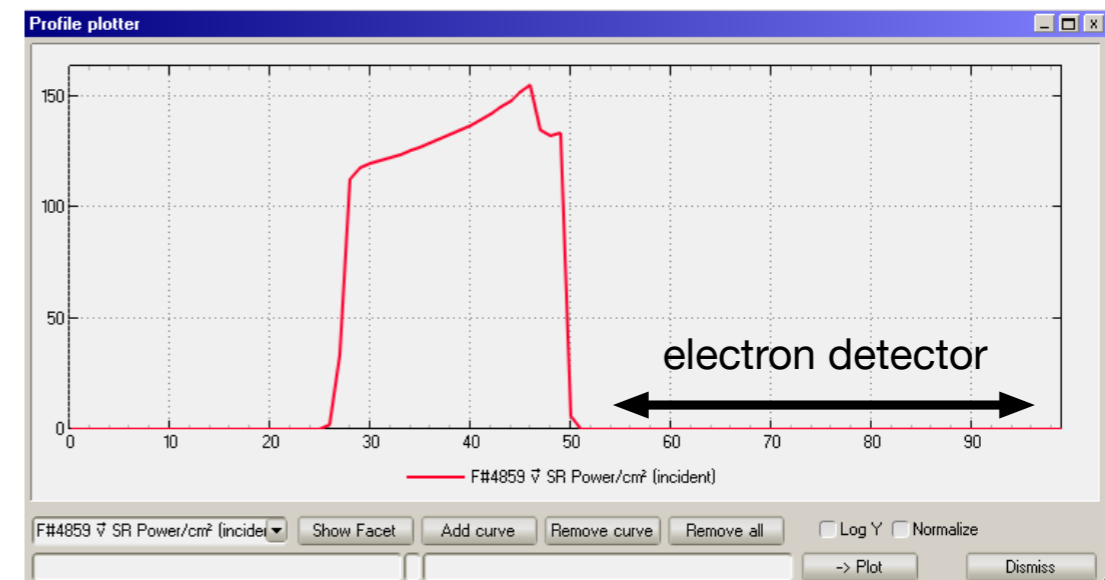 Profile plotter
150
100
50
0
electron detector
0 10 20 30 40 50 60 70 80 90
F#4859 ⊽ SR Power/cm² (incident)
F#4859 ⊽ SR Power/cm² (incider Show Facet Add curve Remove curve Remove all Log Y Normalize
-> Plot Dismiss